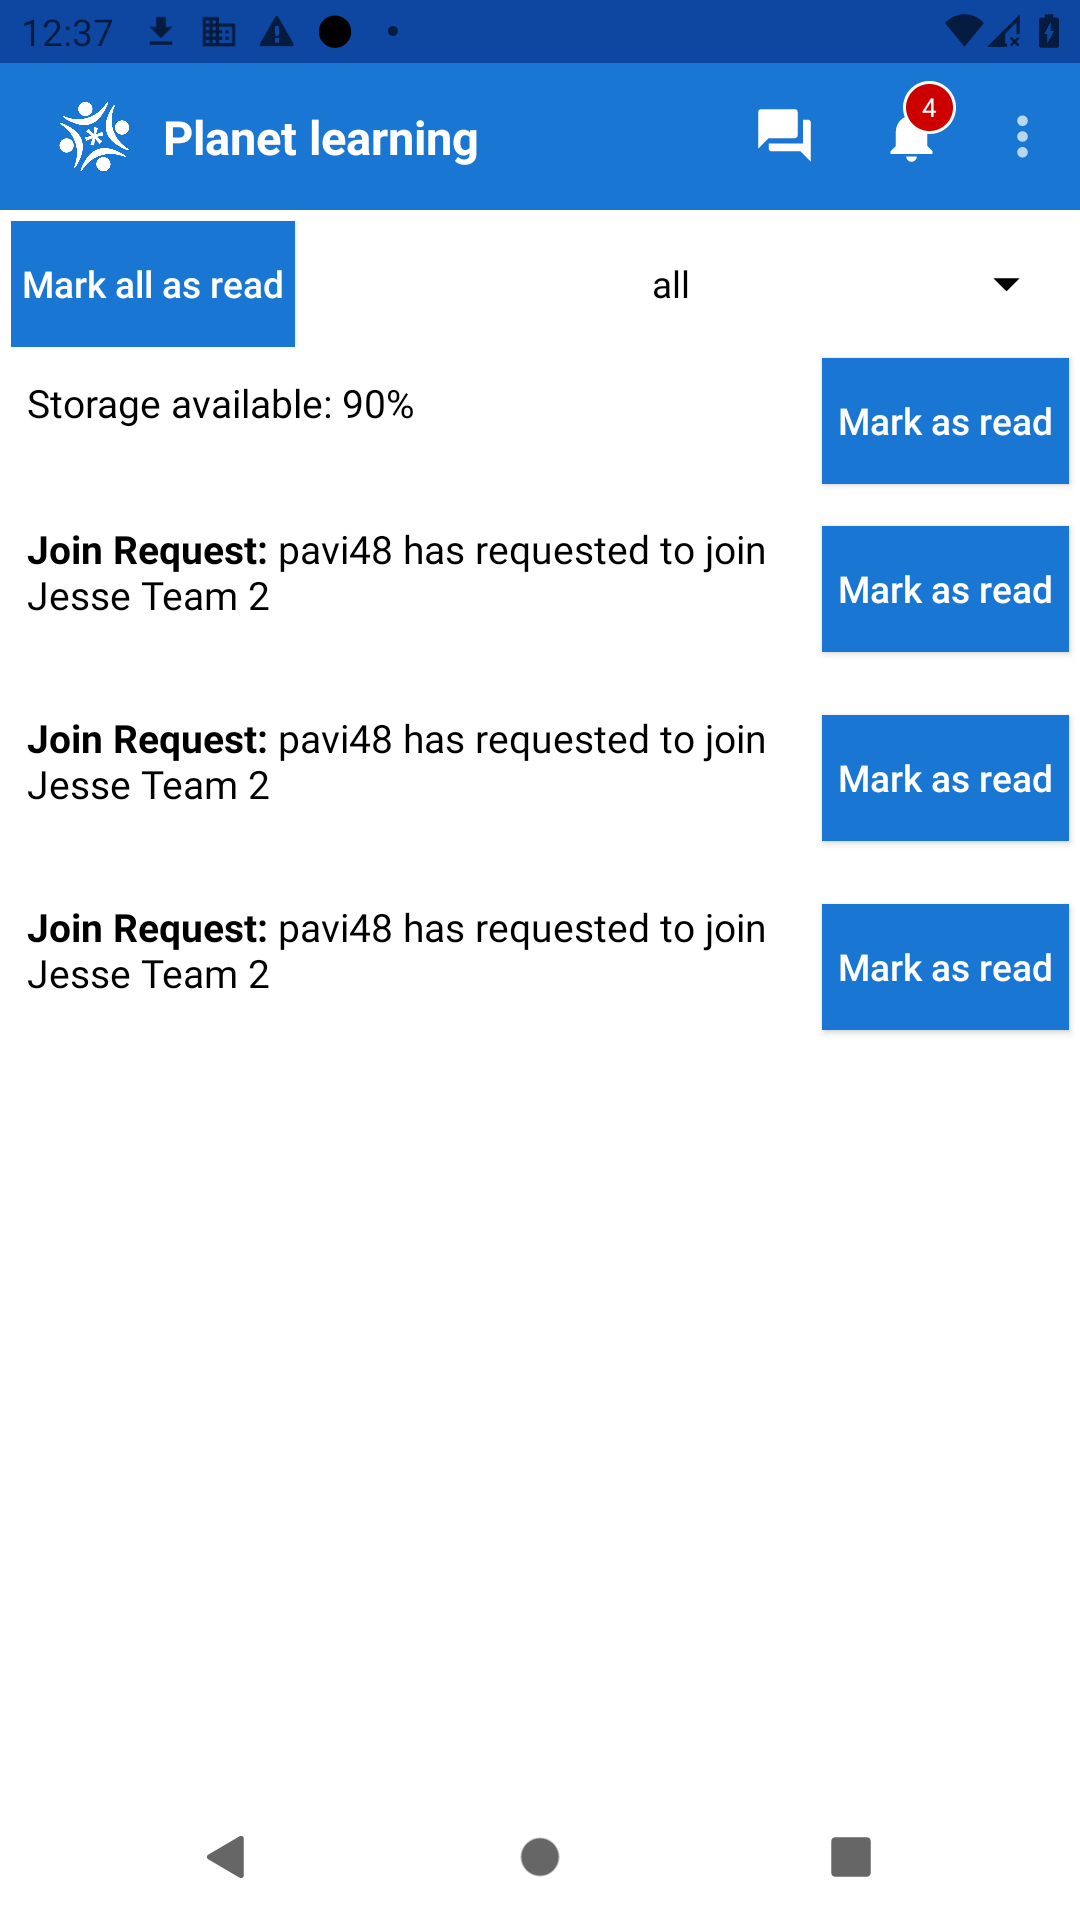 12:37
Planet learning
4
Mark all as read
all
Storage available: 90%
Mark as read
Join Request: pavi48 has requested to join
Jesse Team 2
Mark as read
Join Request: pavi48 has requested to join
Jesse Team 2
Mark as read
Join Request: pavi48 has requested to join
Jesse Team 2
Mark as read